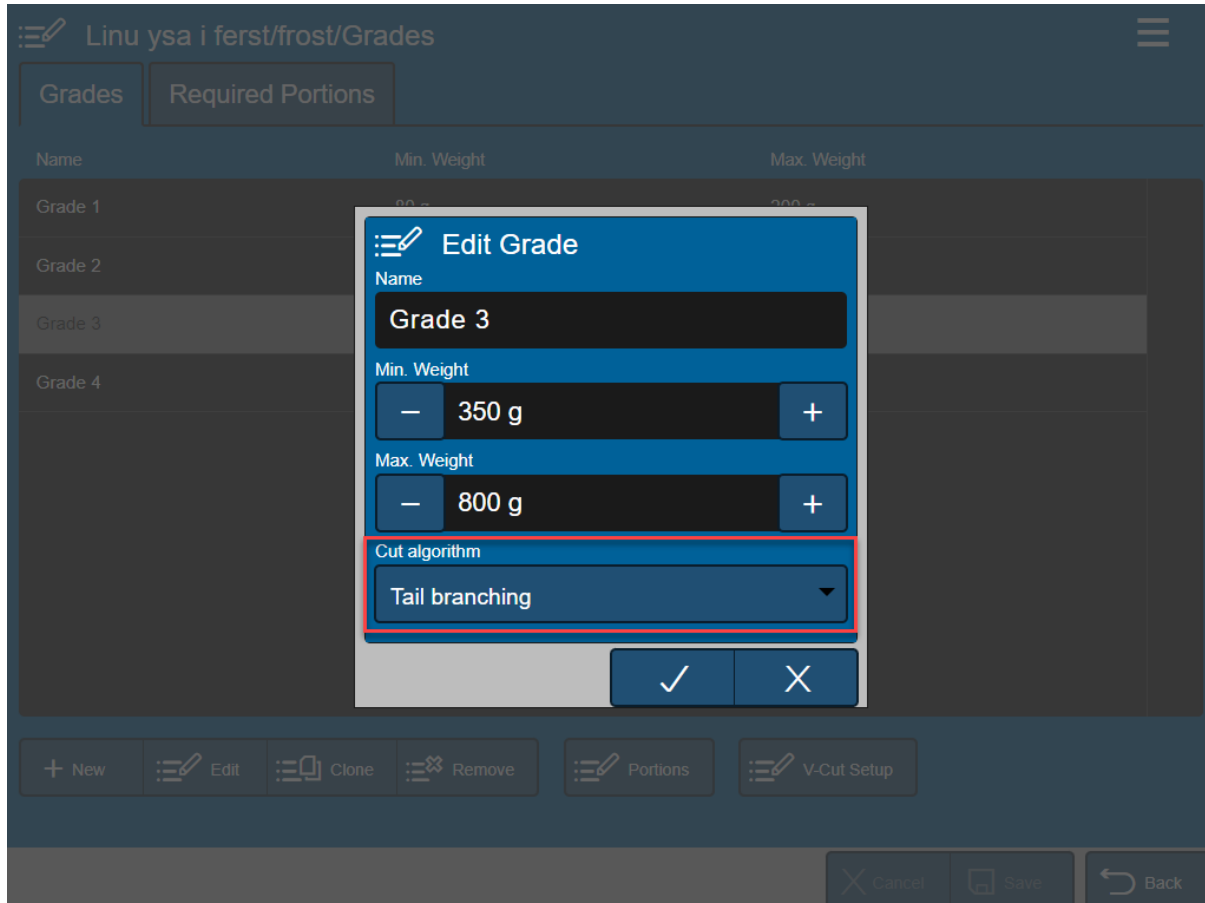 Linu ysa i ferst/frost/Grades
Grades Required Portions
Name Min. Weight Max. Weight
Grade 1 80 g 200 g
Edit Grade
Grade 2
Name
Grade 3
Grade 3
Min. Weight
Grade 4
350 g
Max. Weight
800 g
Cut algorithm
Tail branching
New Edit Clone Remove Portions V-Cut Setup
Cancel Save Back